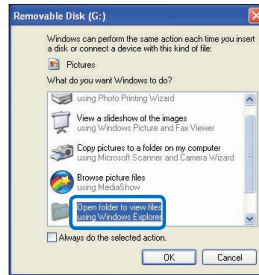 Removable Disk (G:)
Windows can perform the same action each time you insert
a disk or connect a device with this kind of file:
Pictures
What do you want Windows to do?
using Photo Printing Wizard
View a slideshow of the images
using Windows Picture and Fax Viewer
Copy pictures to a folder on my computer
using Microsoft Scanner and Camera Wizard
Browse picture files
using MediaShow
Open folder to view files
using Windows Explorer
Always do the selected action.
OK
Cancel